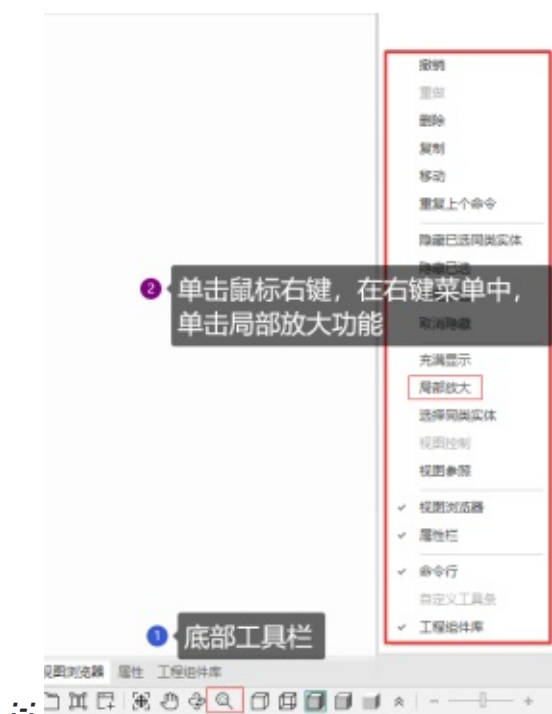 撤销
重做
删除
复制
移动
重复上个命令
隐藏已选同类实体
隐藏已选
② 单击鼠标右键，在右键菜单中，
单击局部放大功能
取消隐藏
充满显示
局部放大
选择同类实体
视图控制
视图参照
视图浏览器
属性栏
命令行
自定义工具条
工程组件库
① 底部工具栏
视图浏览器 属性 工程组件库